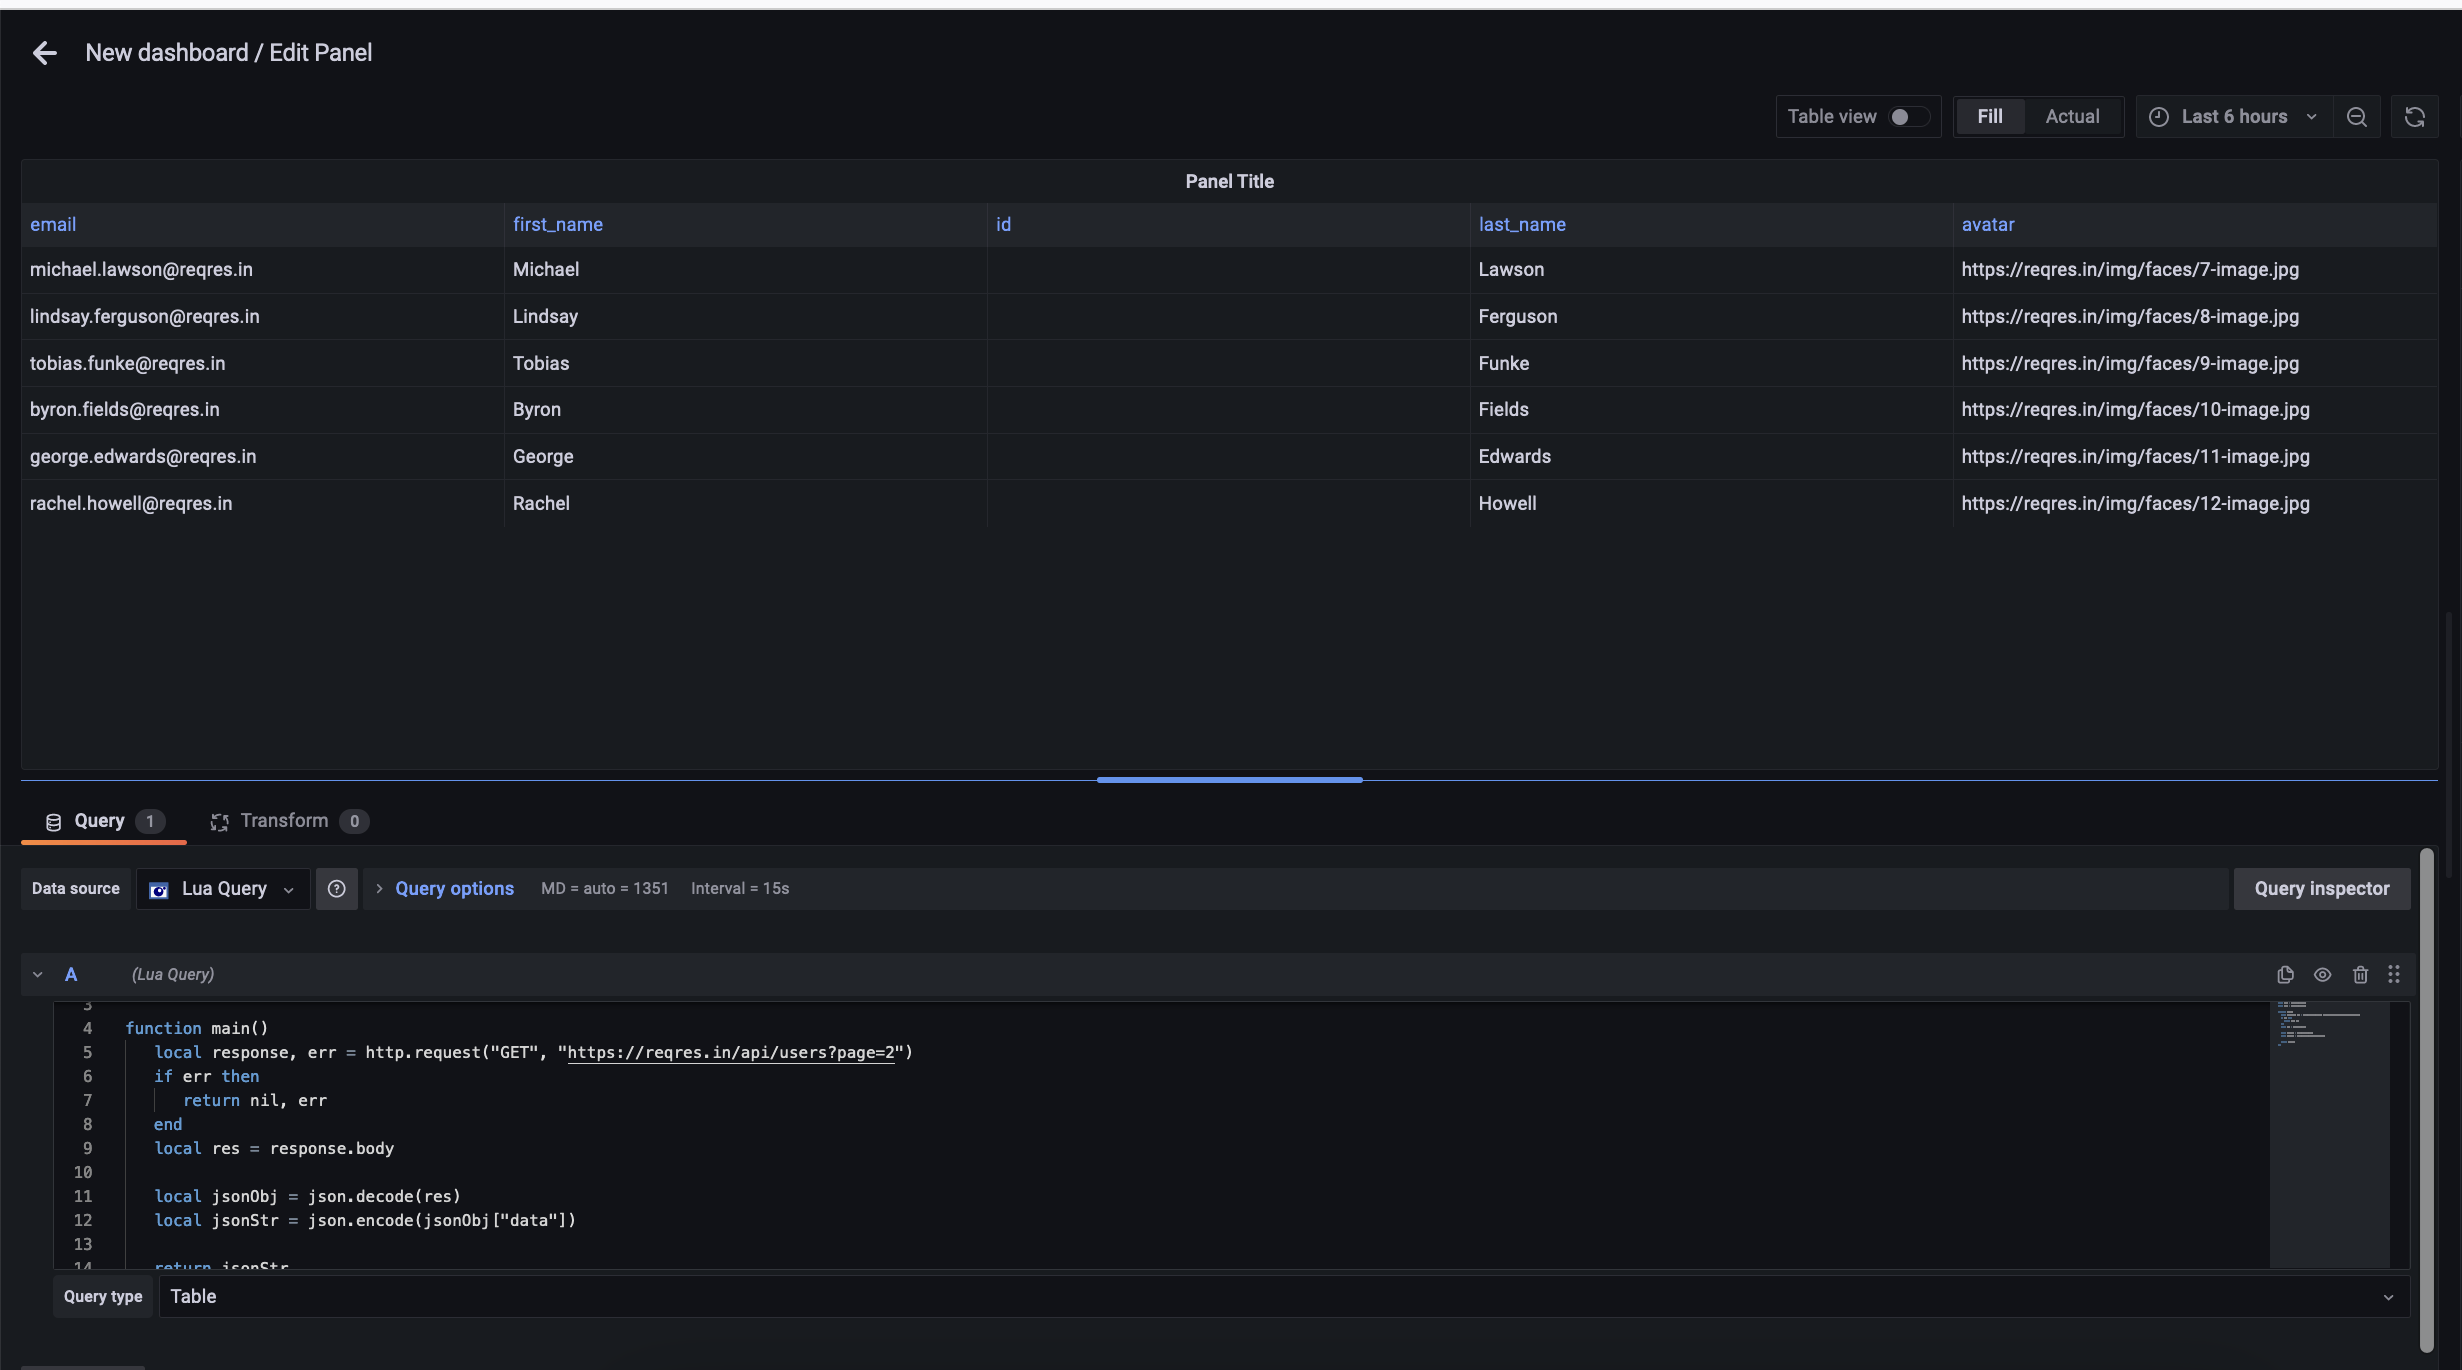 New dashboard / Edit Panel
Table view
Fill
Actual
Last 6 hours
Panel Title
email first_name id last_name avatar
michael.lawson@reqres.in Michael Lawson https://reqres.in/img/faces/7-image.jpg
lindsay.ferguson@reqres.in Lindsay Ferguson https://reqres.in/img/faces/8-image.jpg
tobias.funke@reqres.in Tobias Funke https://reqres.in/img/faces/9-image.jpg
byron.fields@reqres.in Byron Fields https://reqres.in/img/faces/10-image.jpg
george.edwards@reqres.in George Edwards https://reqres.in/img/faces/11-image.jpg
rachel.howell@reqres.in Rachel Howell https://reqres.in/img/faces/12-image.jpg
Query 1 Transform 0
Data source Lua Query Query options MD = auto = 1351 Interval = 15s Query inspector
A (Lua Query)
3
4 function main()
5 local response, err = http.request("GET", "https://reqres.in/api/users?page=2")
6 if err then
7 return nil, err
8 end
9 local res = response.body
10
11 local jsonObj = json.decode(res)
12 local jsonStr = json.encode(jsonObj["data"])
13
14 return jsonStr
Query type Table